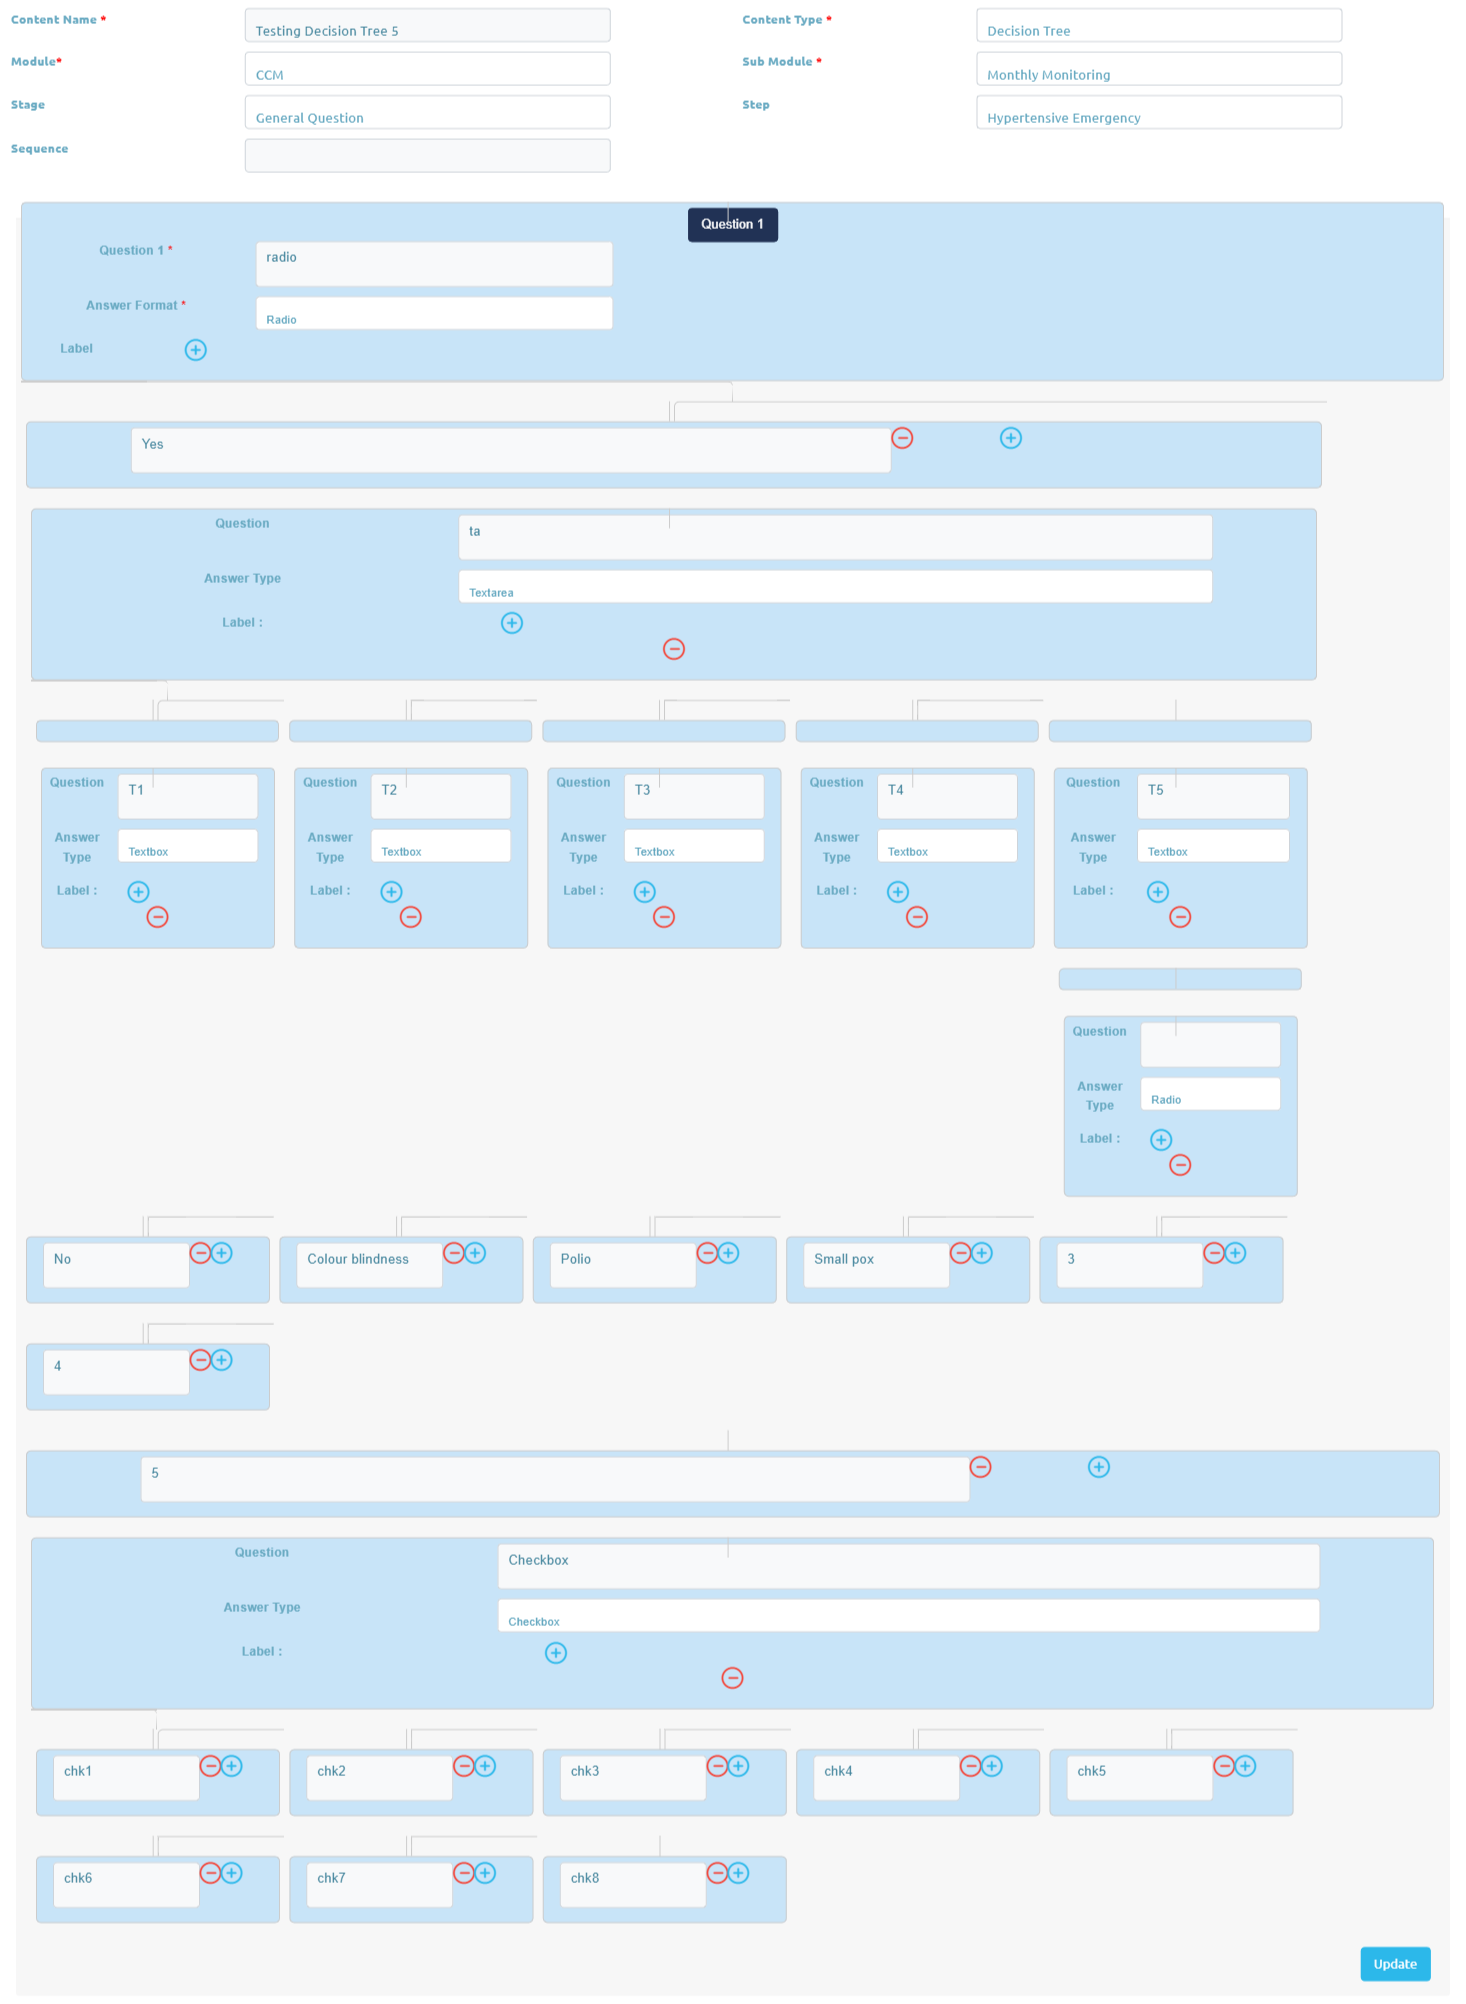 Content Name * Testing Decision Tree 5 Content Type * Decision Tree
Module* CCM Sub Module * Monthly Monitoring
Stage General Question Step Hypertensive Emergency
Sequence
Question 1
Question 1 * radio
Answer Format * Radio
Label
Yes
Question ta
Answer Type Textarea
Label :
Question T1 Question T2 Question T3 Question T4 Question T5
Answer Type Textbox Answer Type Textbox Answer Type Textbox Answer Type Textbox Answer Type Textbox
Label : Label : Label : Label : Label :
Question
Answer Type Radio
Label :
No Colour blindness Polio Small pox 3
4
5
Question Checkbox
Answer Type Checkbox
Label :
chk1 chk2 chk3 chk4 chk5
chk6 chk7 chk8
Update